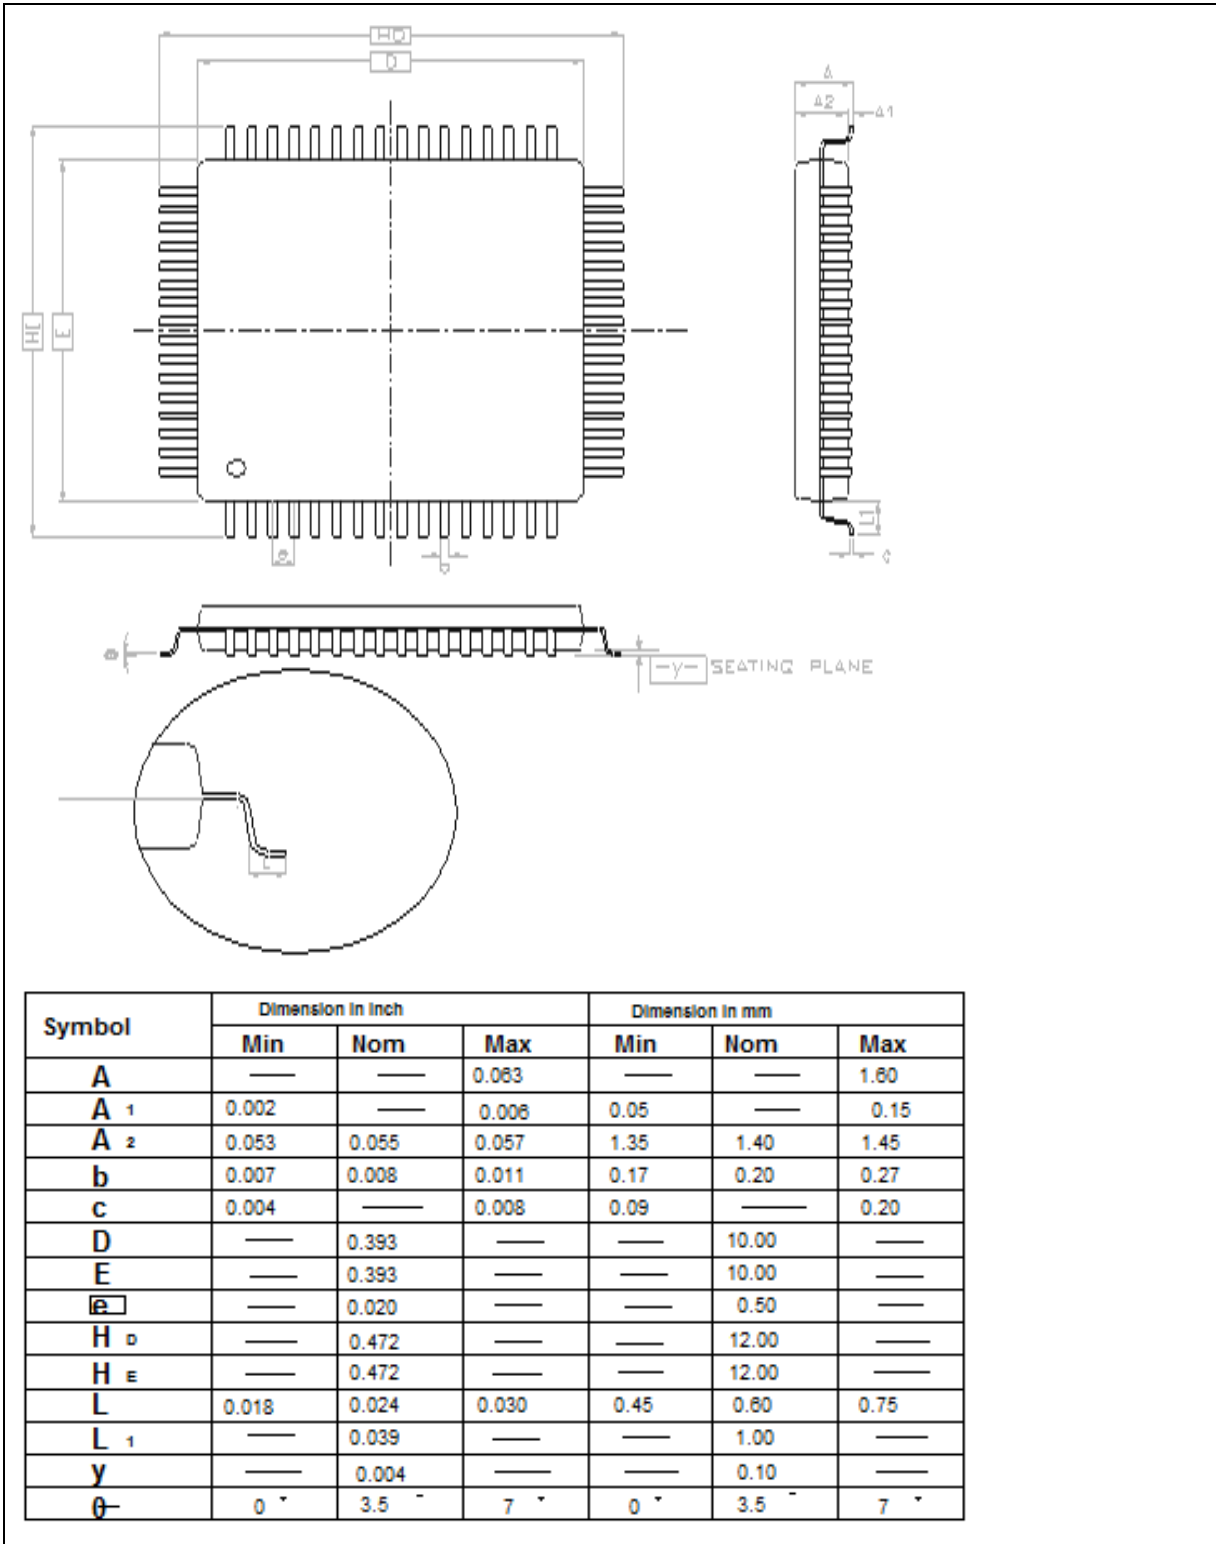 HD
D
A
A2
A1
HE
E
e
b
L1
c
θ
-y- SEATING PLANE
L
Symbol Dimension in inch Dimension in mm
Min Nom Max Min Nom Max
A — — 0.063 — — 1.60
A 1 0.002 — 0.006 0.05 — 0.15
A 2 0.053 0.055 0.057 1.35 1.40 1.45
b 0.007 0.008 0.011 0.17 0.20 0.27
c 0.004 — 0.008 0.09 — 0.20
D — 0.393 — — 10.00 —
E — 0.393 — — 10.00 —
e — 0.020 — — 0.50 —
H D — 0.472 — — 12.00 —
H E — 0.472 — — 12.00 —
L 0.018 0.024 0.030 0.45 0.60 0.75
L 1 — 0.039 — — 1.00 —
y — 0.004 — — 0.10 —
θ 0 ° 3.5 ° 7 ° 0 ° 3.5 ° 7 °